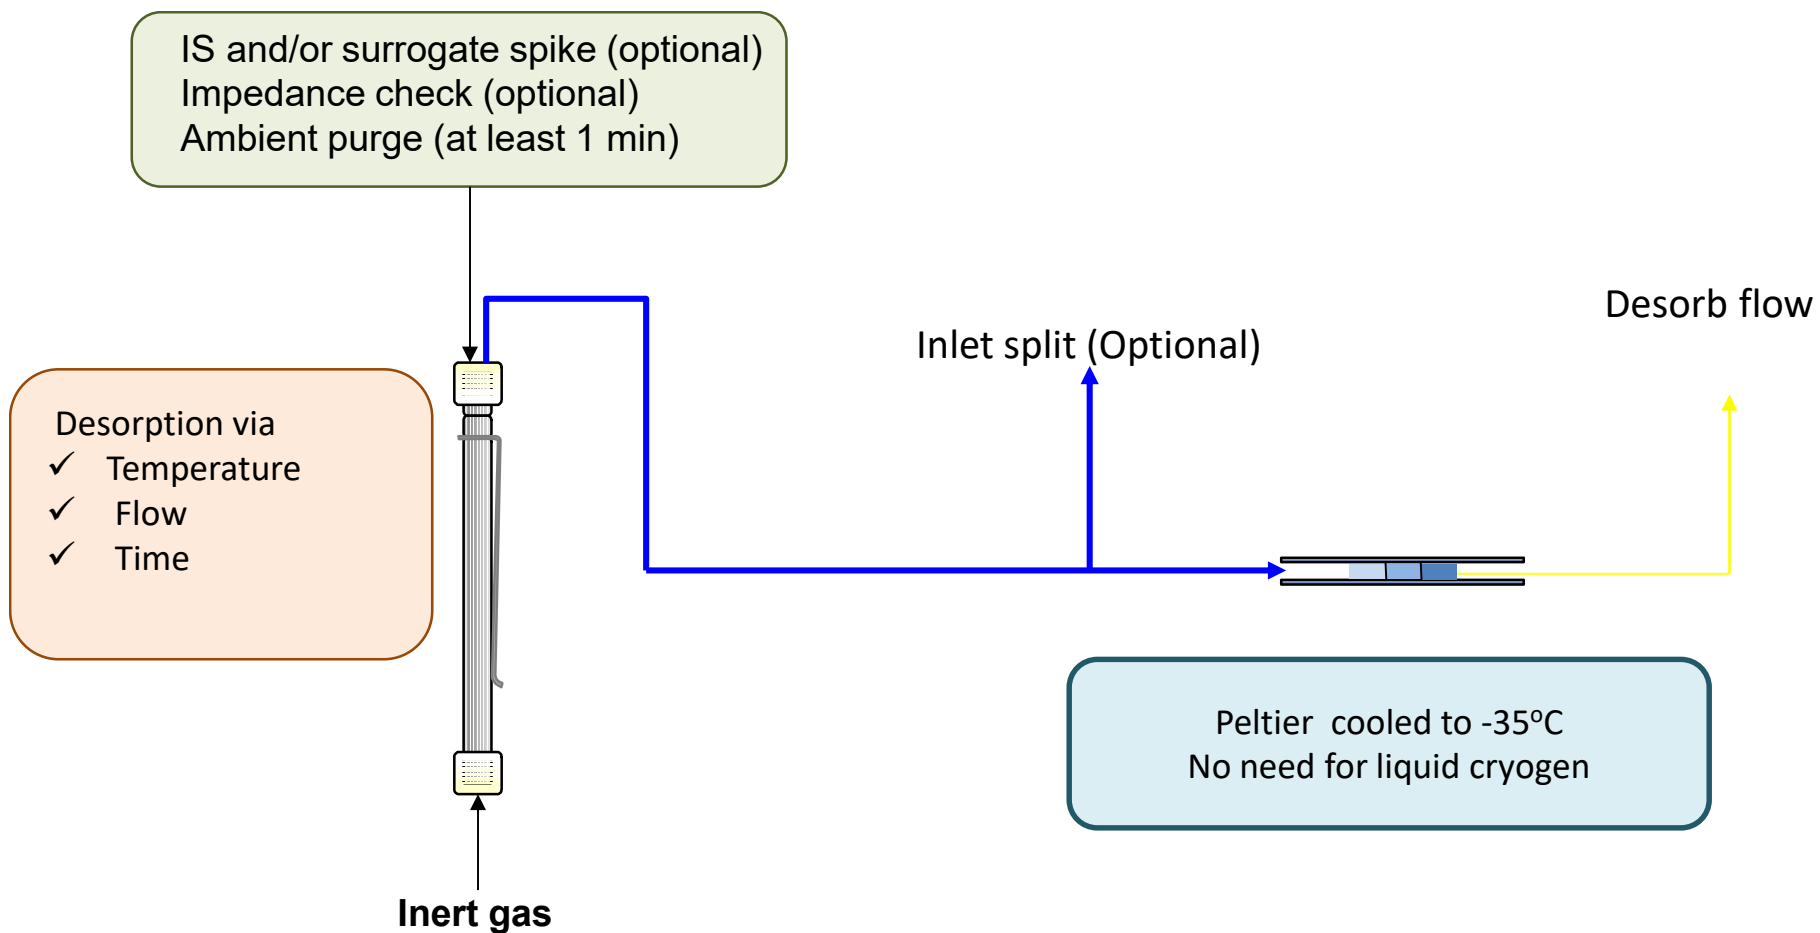 IS and/or surrogate spike (optional)
Impedance check (optional)
Ambient purge (at least 1 min)
Desorb flow
Inlet split (Optional)
Desorption via
✓ Temperature
✓ Flow
✓ Time
Peltier cooled to -35°C
No need for liquid cryogen
Inert gas